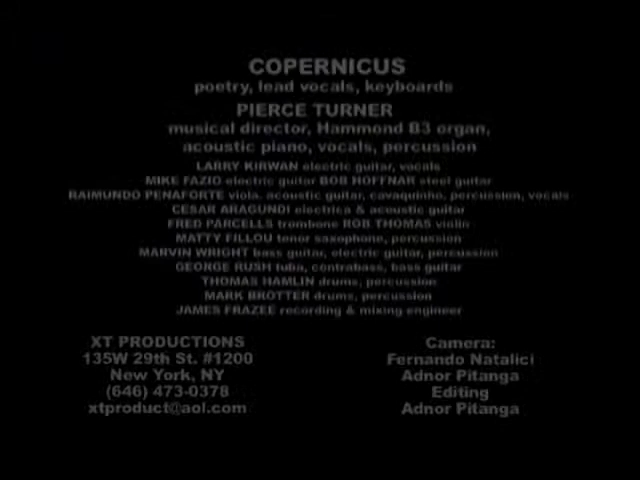 COPERNICUS
poetry, lead vocals, keyboards
PIERCE TURNER
musical director, Hammond B3 organ,
acoustic piano, vocals, percussion
LARRY KIRWAN electric guitar, vocals
MIKE FAZIO electric guitar BOB HOFFNAR steel guitar
RAIMUNDO PENAFORTE viola, acoustic guitar, cavaquinho, percussion, vocals
CESAR ARAGUNDI electrica & acoustic guitar
FRED PARCELLS trombone ROB THOMAS violin
MATTY FILLOU tenor saxophone, percussion
MARVIN WRIGHT bass guitar, electric guitar, percussion
GEORGE RUSH tuba, contrabass, bass guitar
THOMAS HAMLIN drums, percussion
MARK BROTTER drums, percussion
JAMES FRAZEE recording & mixing engineer
XT PRODUCTIONS
135W 29th St. #1200
New York, NY
(646) 473-0378
xtproduct@aol.com
Camera:
Fernando Natalici
Adnor Pitanga
Editing
Adnor Pitanga